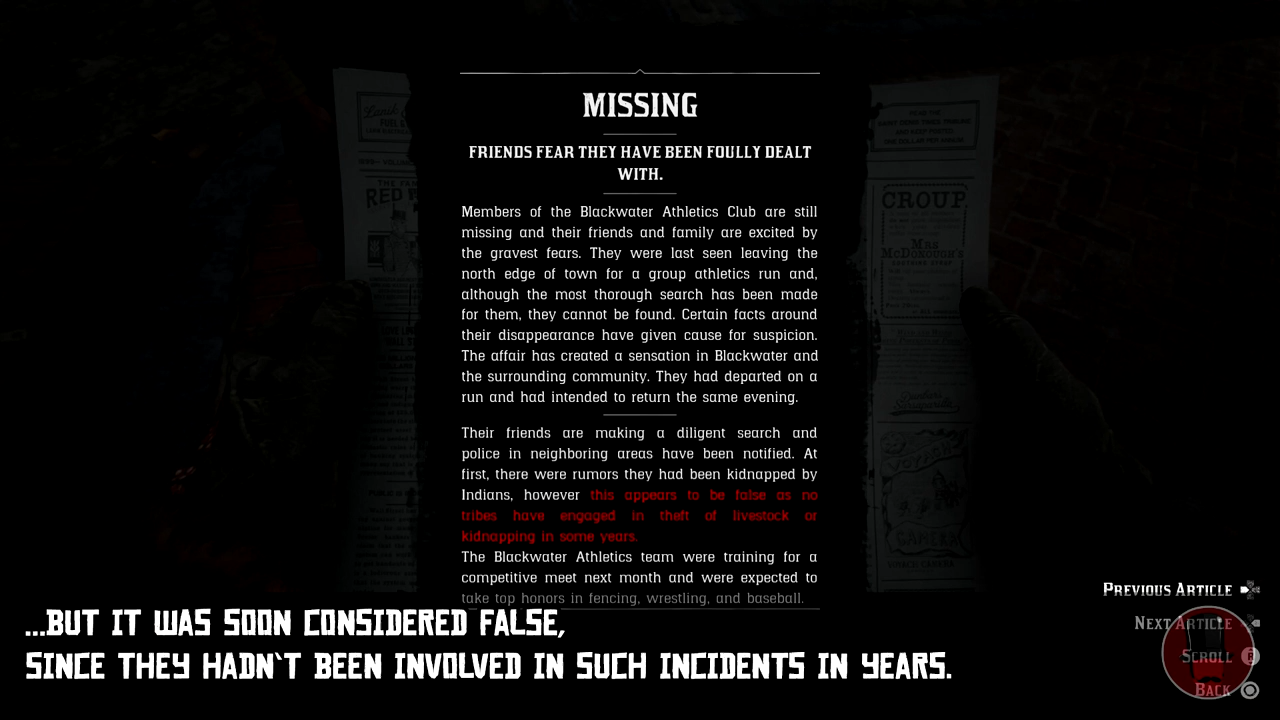 MISSING
FRIENDS FEAR THEY HAVE BEEN FOULLY DEALT
WITH.
Members of the Blackwater Athletics Club are still
missing and their friends and family are excited by
the gravest fears. They were last seen leaving the
north edge of town for a group athletics run and,
although the most thorough search has been made
for them, they cannot be found. Certain facts around
their disappearance have given cause for suspicion.
The affair has created a sensation in Blackwater and
the surrounding community. They had departed on a
run and had intended to return the same evening.
Their friends are making a diligent search and
police in neighboring areas have been notified. At
first, there were rumors they had been kidnapped by
Indians, however this appears to be false as no
tribes have engaged in theft of livestock or
kidnapping in some years.
The Blackwater Athletics team were training for a
competitive meet next month and were expected to
take top honors in fencing, wrestling, and baseball.
CROUP
MRS
MCDONOUGH'S
PREVIOUS ARTICLE
NEXT ARTICLE
SCROLL R
BACK
...BUT IT WAS SOON CONSIDERED FALSE,
SINCE THEY HADN`T BEEN INVOLVED IN SUCH INCIDENTS IN YEARS.